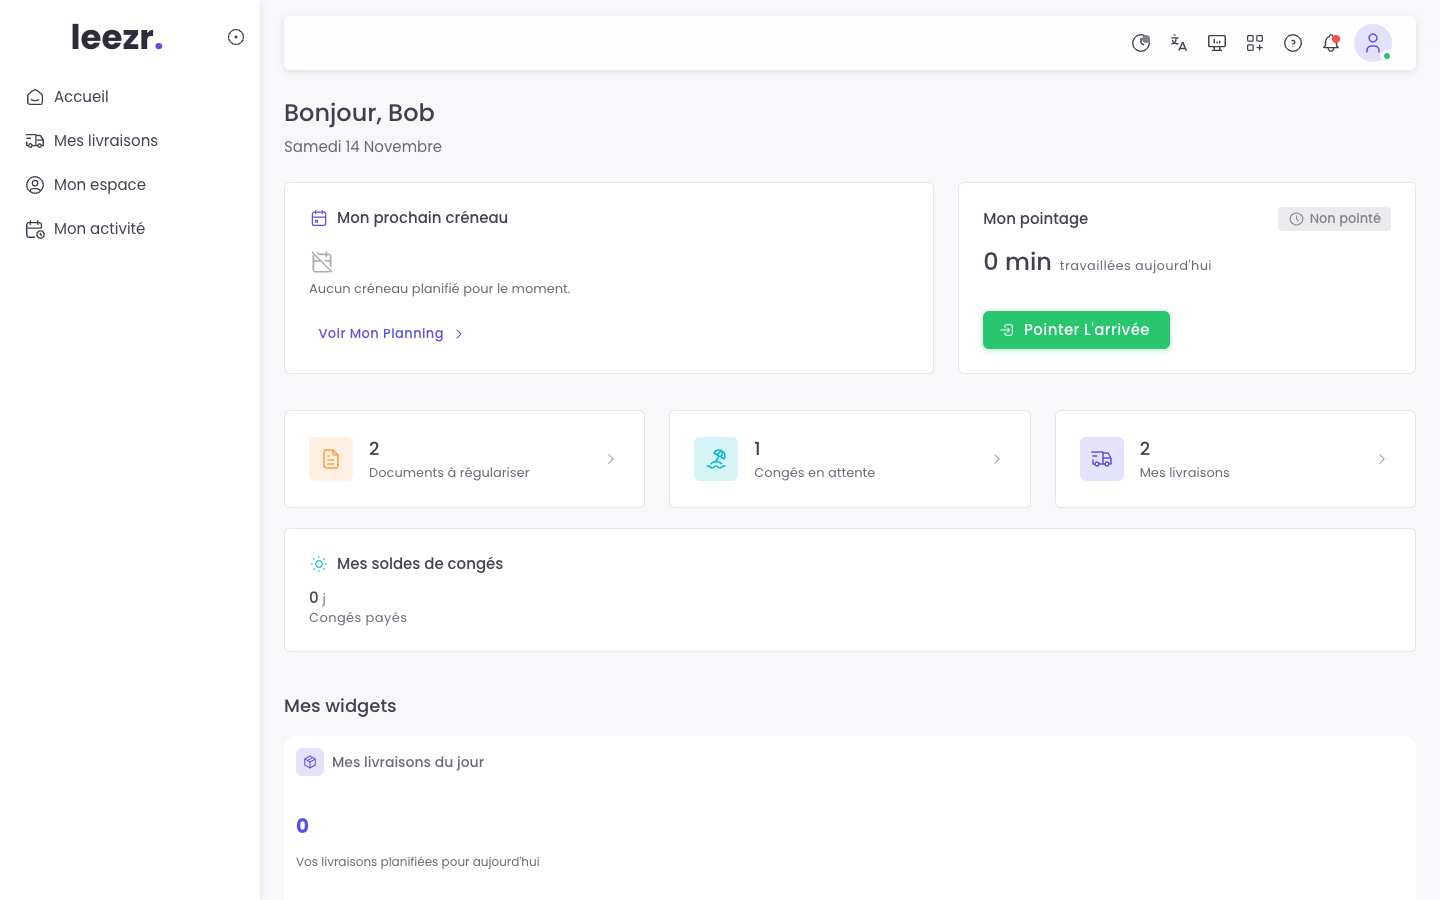 leezr.
Accueil
Mes livraisons
Mon espace
Mon activité
Bonjour, Bob
Samedi 14 Novembre
Mon prochain créneau
Aucun créneau planifié pour le moment.
Voir Mon Planning
Mon pointage
Non pointé
0 min travaillées aujourd'hui
Pointer L'arrivée
2
Documents à régulariser
1
Congés en attente
2
Mes livraisons
Mes soldes de congés
0 j
Congés payés
Mes widgets
Mes livraisons du jour
0
Vos livraisons planifiées pour aujourd'hui